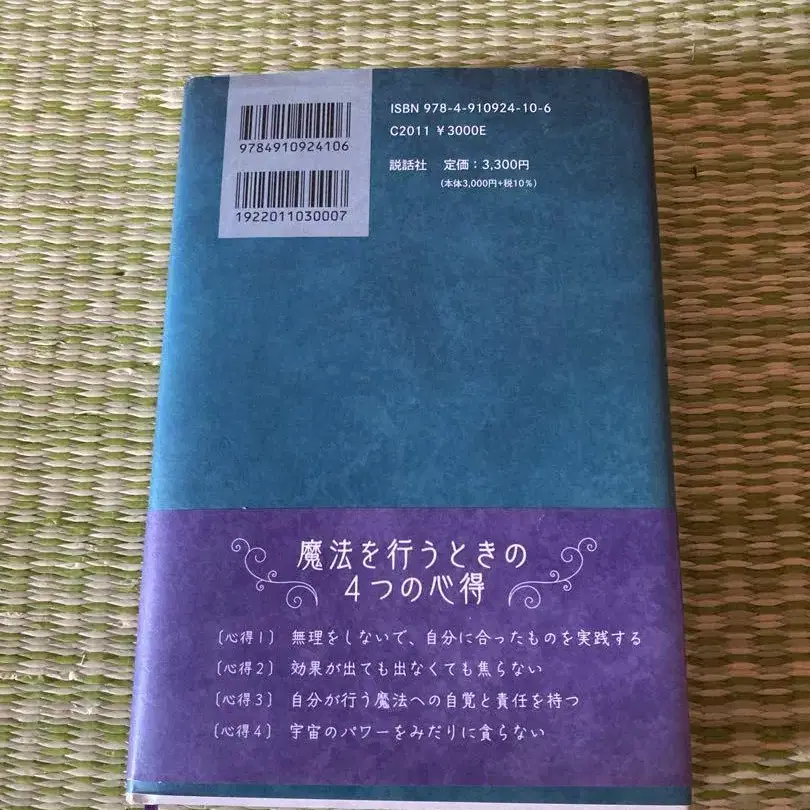 ISBN 978-4-910924-10-6
C2011 ¥3000E
9784910924106
説話社 定価:3,300円
(本体3,000円+税10%)
1922011030007
魔法を行うときの
4つの心得
〔心得1〕 無理をしないで、自分に合ったものを実践する
〔心得2〕 効果が出ても出なくても焦らない
〔心得3〕 自分が行う魔法への自覚と責任を持つ
〔心得4〕 宇宙のパワーをみだりに貪らない